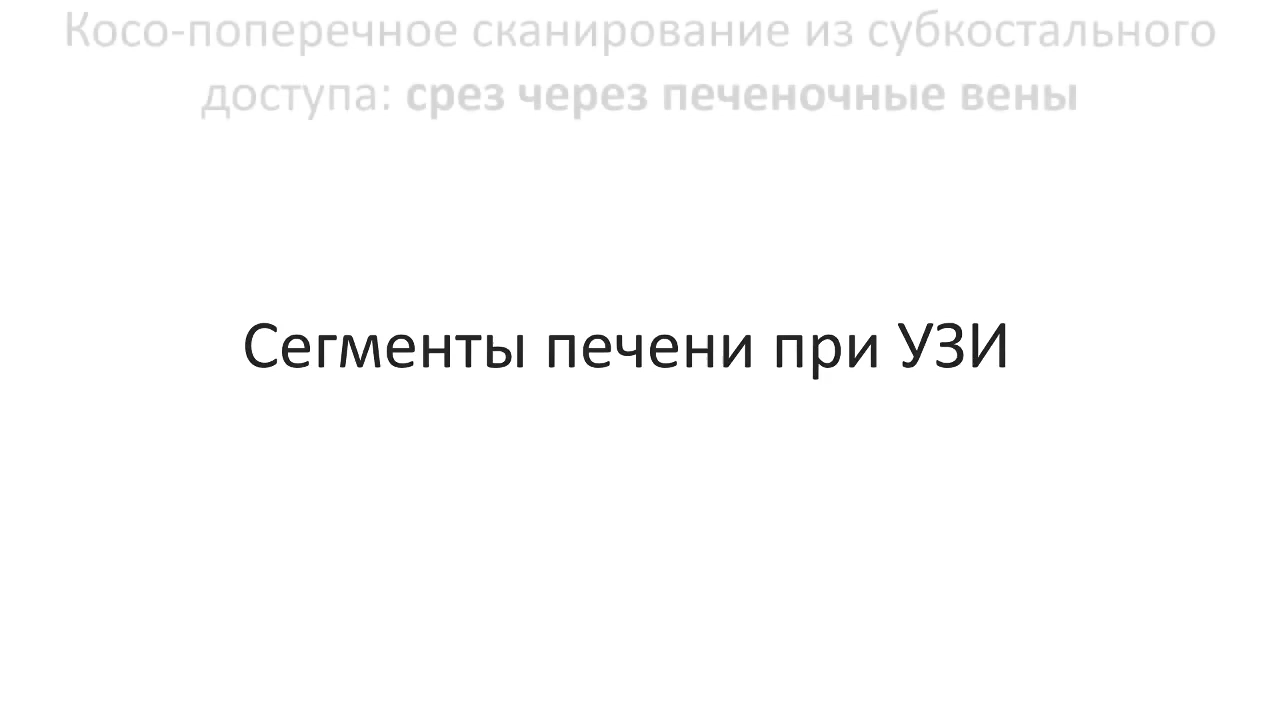 Косо-поперечное сканирование из субкостального
доступа: срез через печеночные вены
Сегменты печени при УЗИ